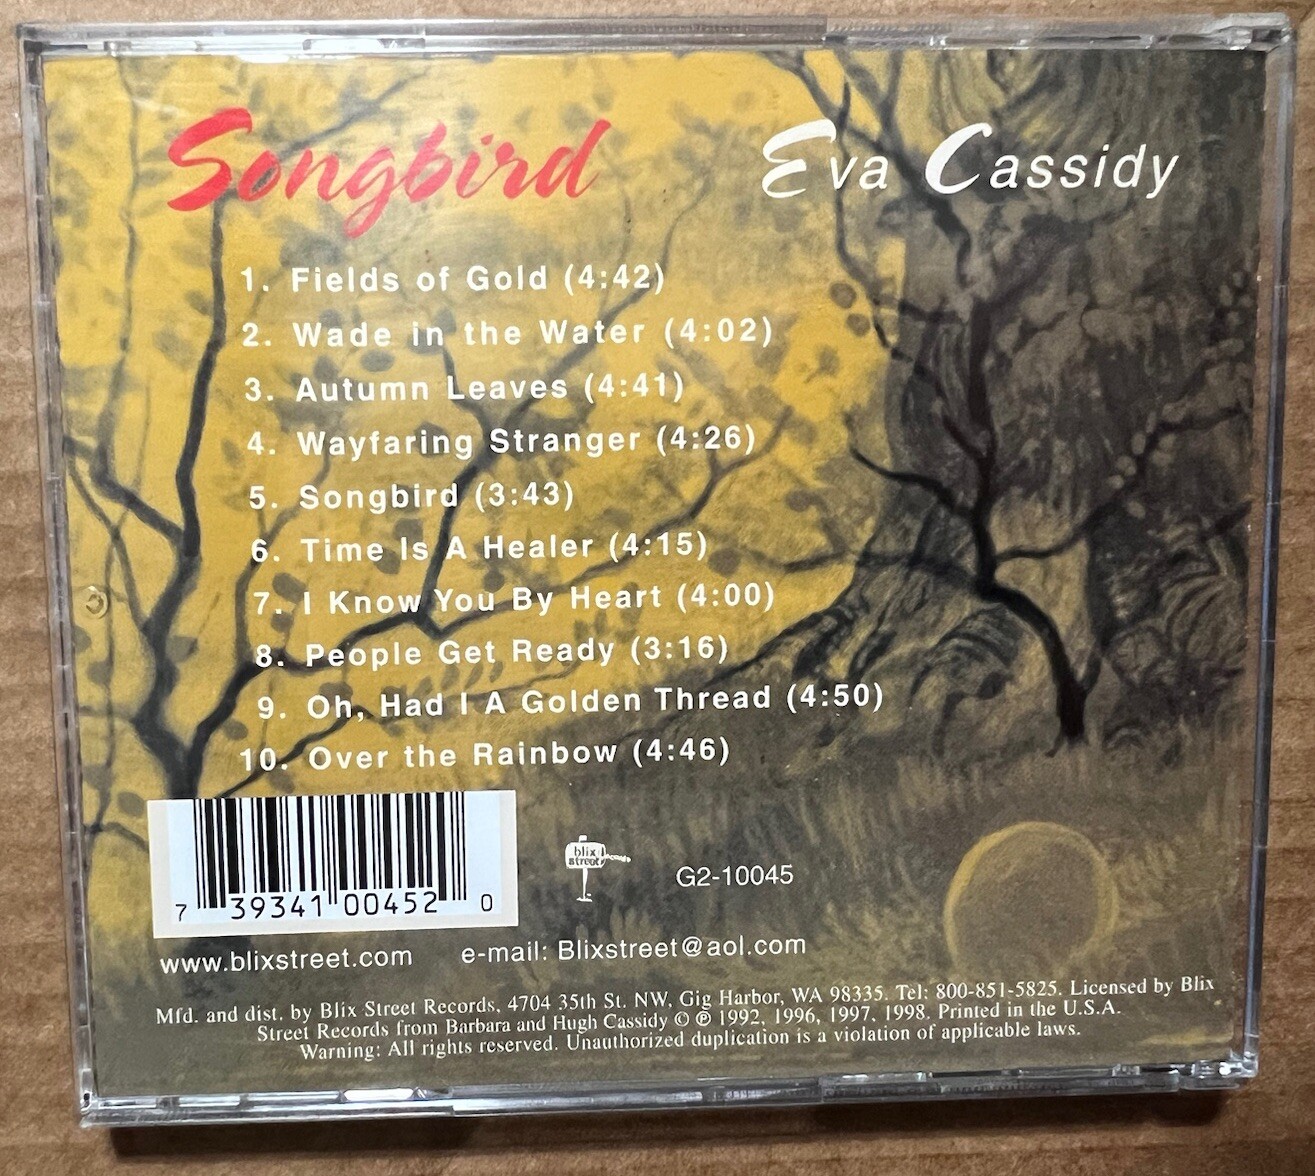 Songbird Eva Cassidy
1. Fields of Gold (4:42)
2. Wade in the Water (4:02)
3. Autumn Leaves (4:41)
4. Wayfaring Stranger (4:26)
5. Songbird (3:43)
6. Time Is A Healer (4:15)
7. I Know You By Heart (4:00)
8. People Get Ready (3:16)
9. Oh, Had I A Golden Thread (4:50)
10. Over the Rainbow (4:46)
blix
street
G2-10045
7 39341 00452 0
www.blixstreet.com e-mail: Blixstreet@aol.com
Mfd. and dist. by Blix Street Records, 4704 35th St. NW, Gig Harbor, WA 98335. Tel: 800-851-5825. Licensed by Blix
Street Records from Barbara and Hugh Cassidy © ℗ 1992, 1996, 1997, 1998. Printed in the U.S.A.
Warning: All rights reserved. Unauthorized duplication is a violation of applicable laws.